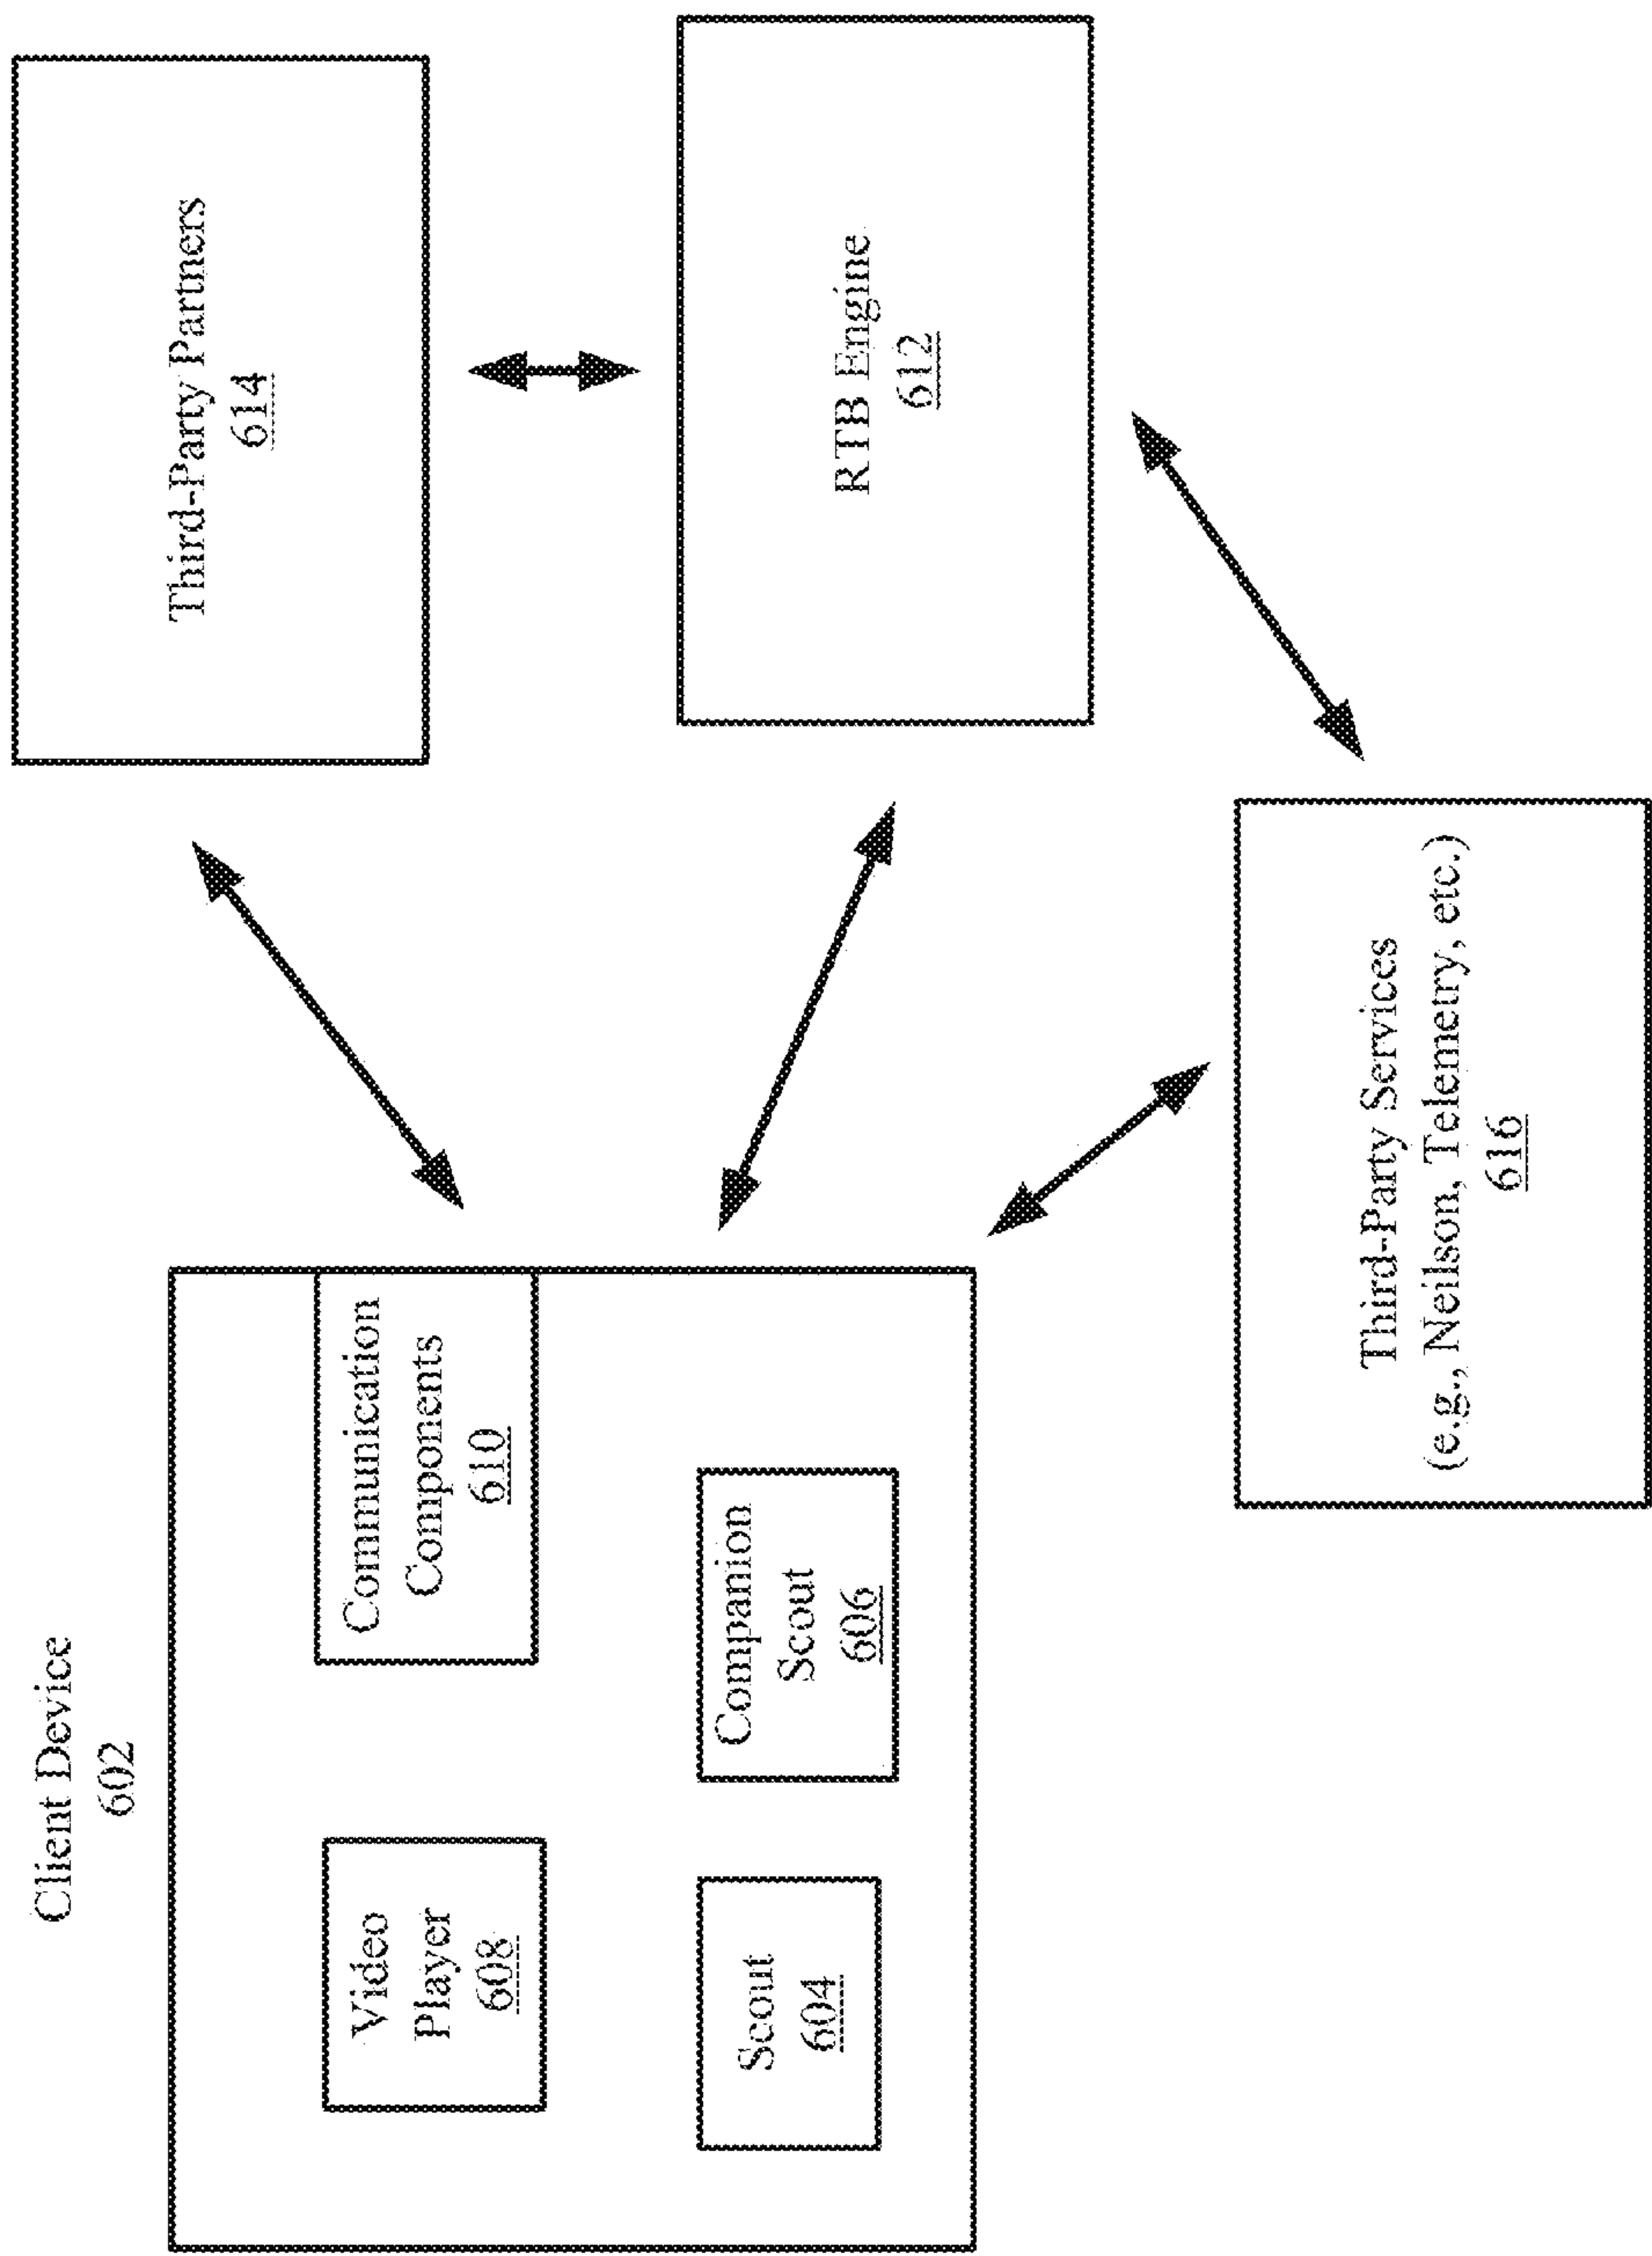 Client Device
602
Video
Player
608
Communication
Components
610
Scout
604
Companion
Scout
606
Third-Party Partners
614
RTB Engine
612
Third-Party Services
(e.g., Neilson, Telemetry, etc.)
616